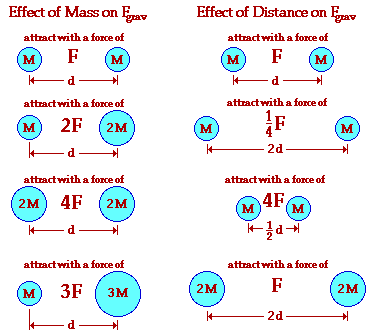 Effect of Mass on Fgrav
attract with a force of
M F M
d
attract with a force of
M 2F 2M
d
attract with a force of
2M 4F 2M
d
attract with a force of
M 3F 3M
d
Effect of Distance on Fgrav
attract with a force of
M F M
d
attract with a force of
M 1/4F M
2d
attract with a force of
M 4F M
1/2 d
attract with a force of
2M F 2M
2d